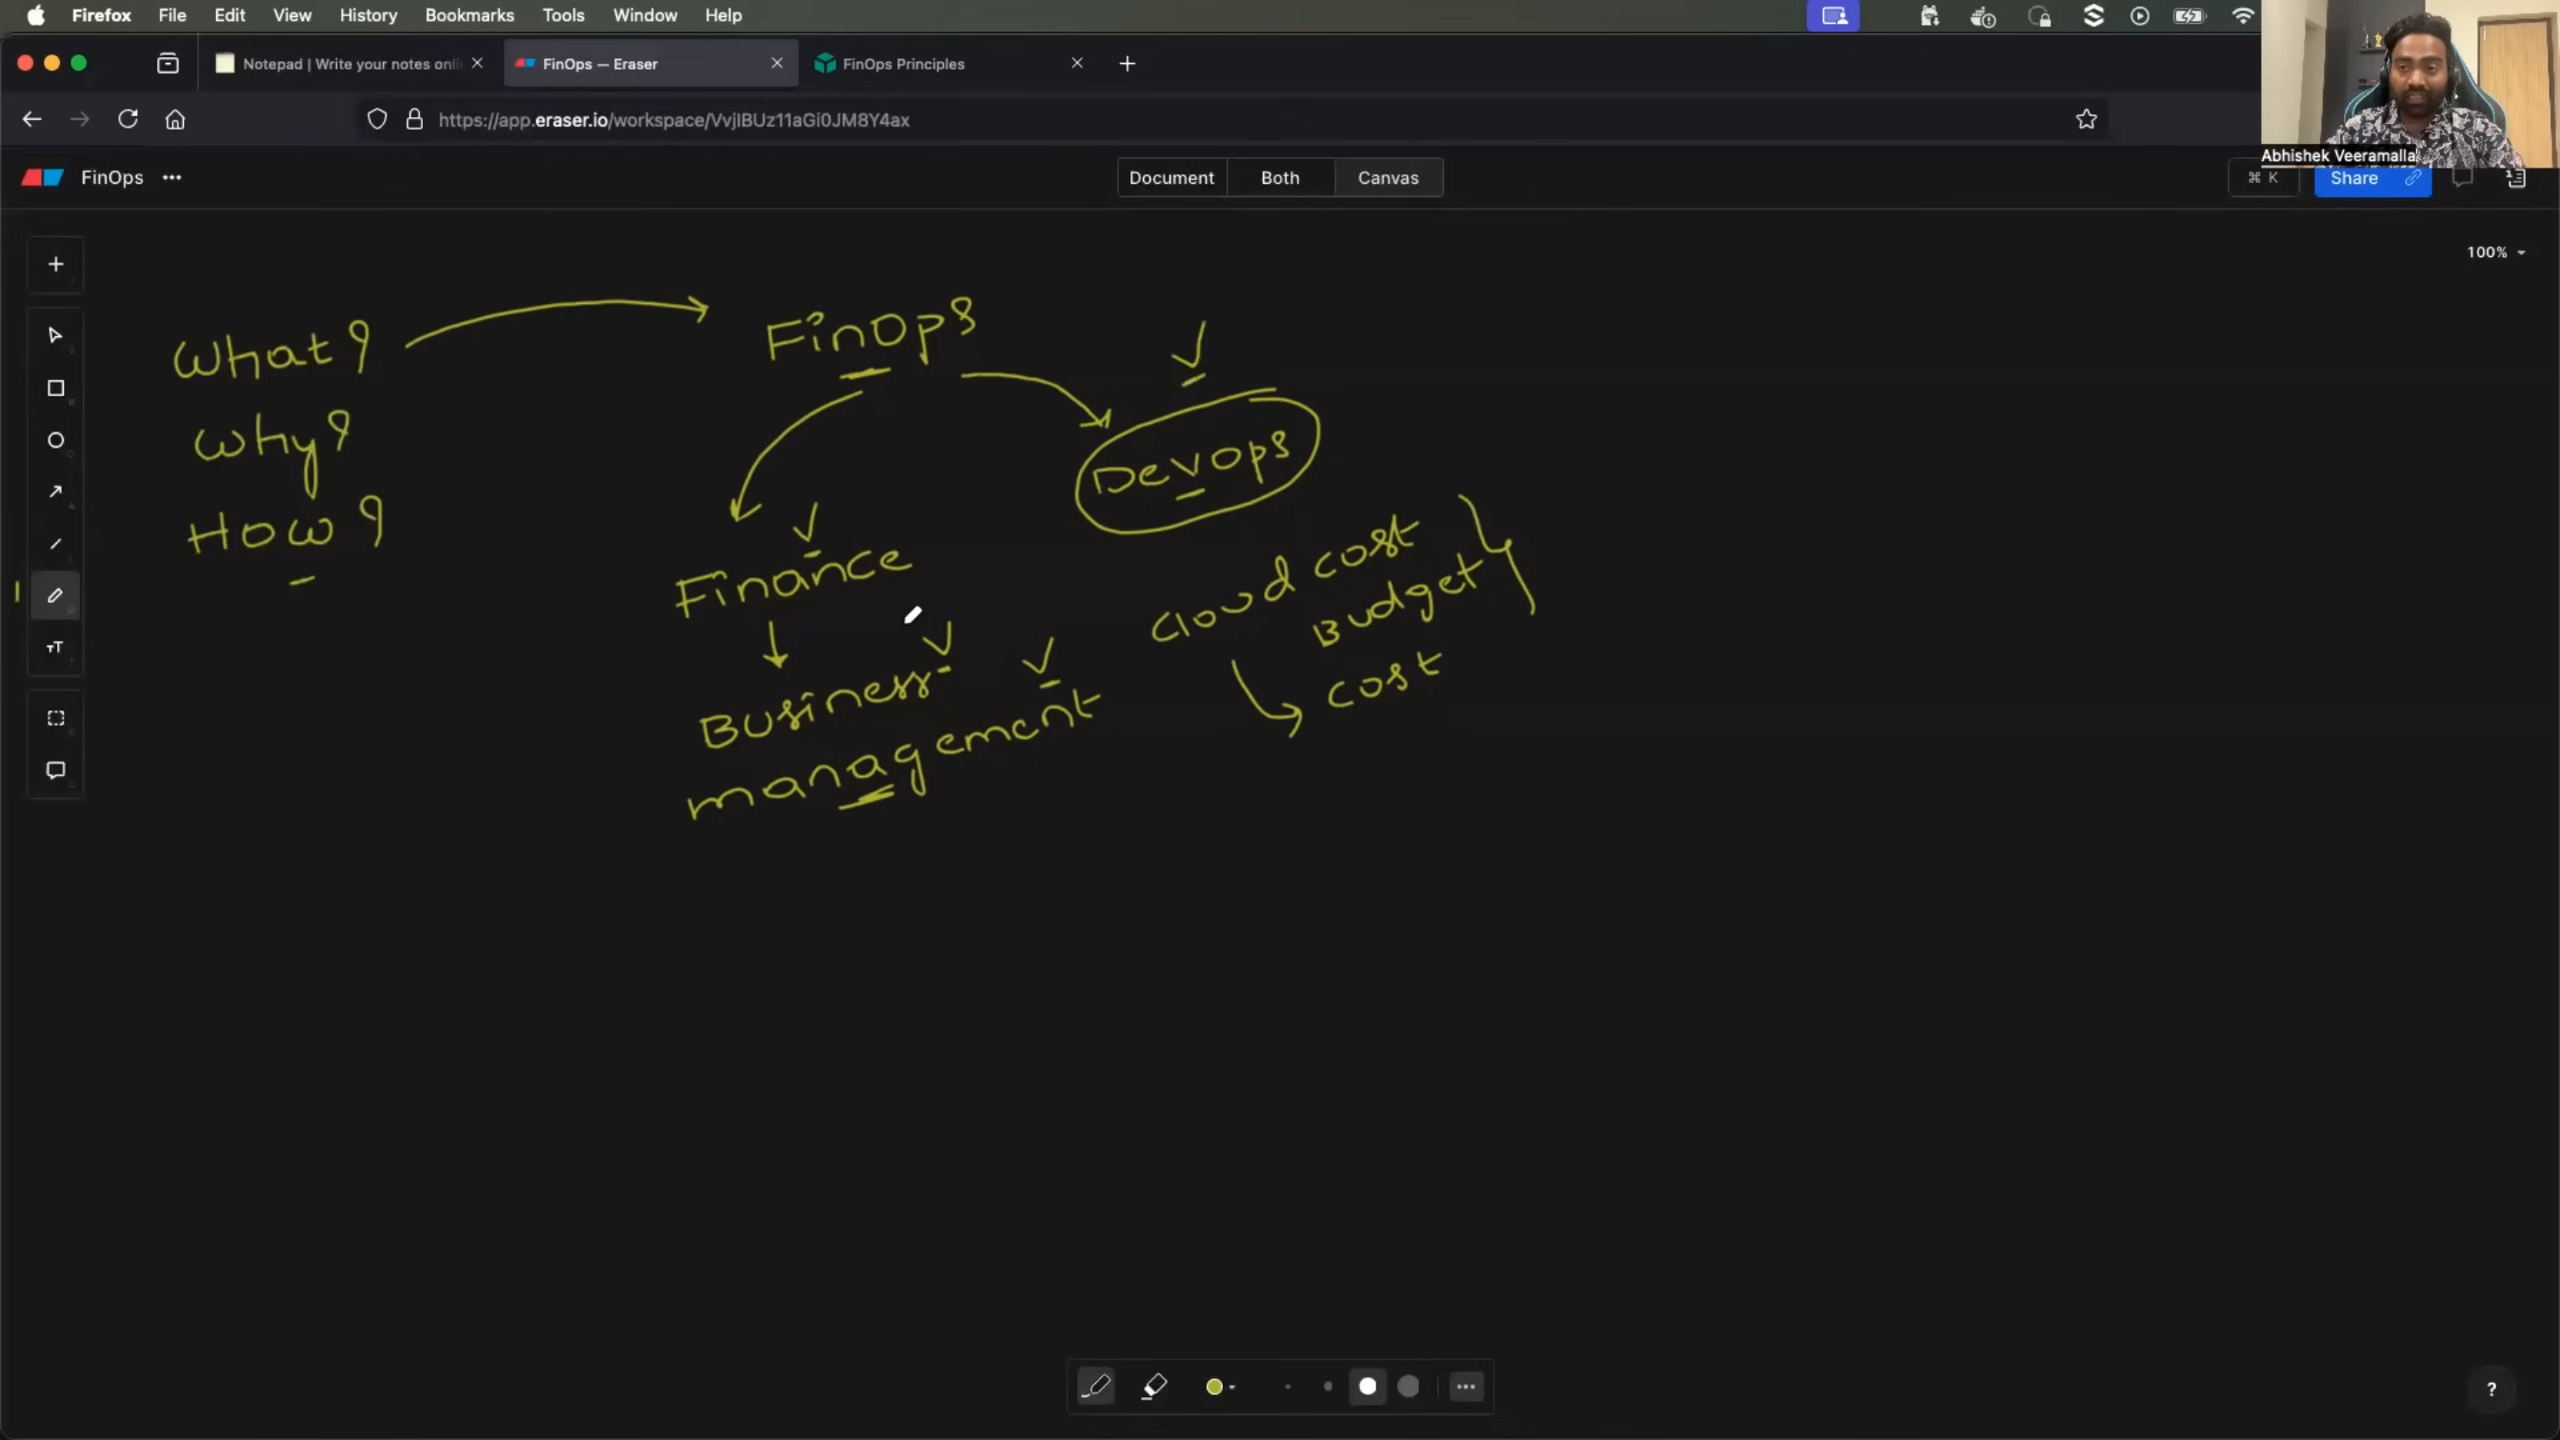 Firefox File Edit View History Bookmarks Tools Window Help
Notepad | Write your notes onli
FinOps — Eraser
FinOps Principles
https://app.eraser.io/workspace/VvjIBUz11aGi0JM8Y4ax
Abhishek Veeramalla
FinOps
Document Both Canvas
⌘ K
Share
100%
What?
FinOps
Why?
DevOps
How?
Finance
Cloud cost
Budget
cost
Business
management
TT
?